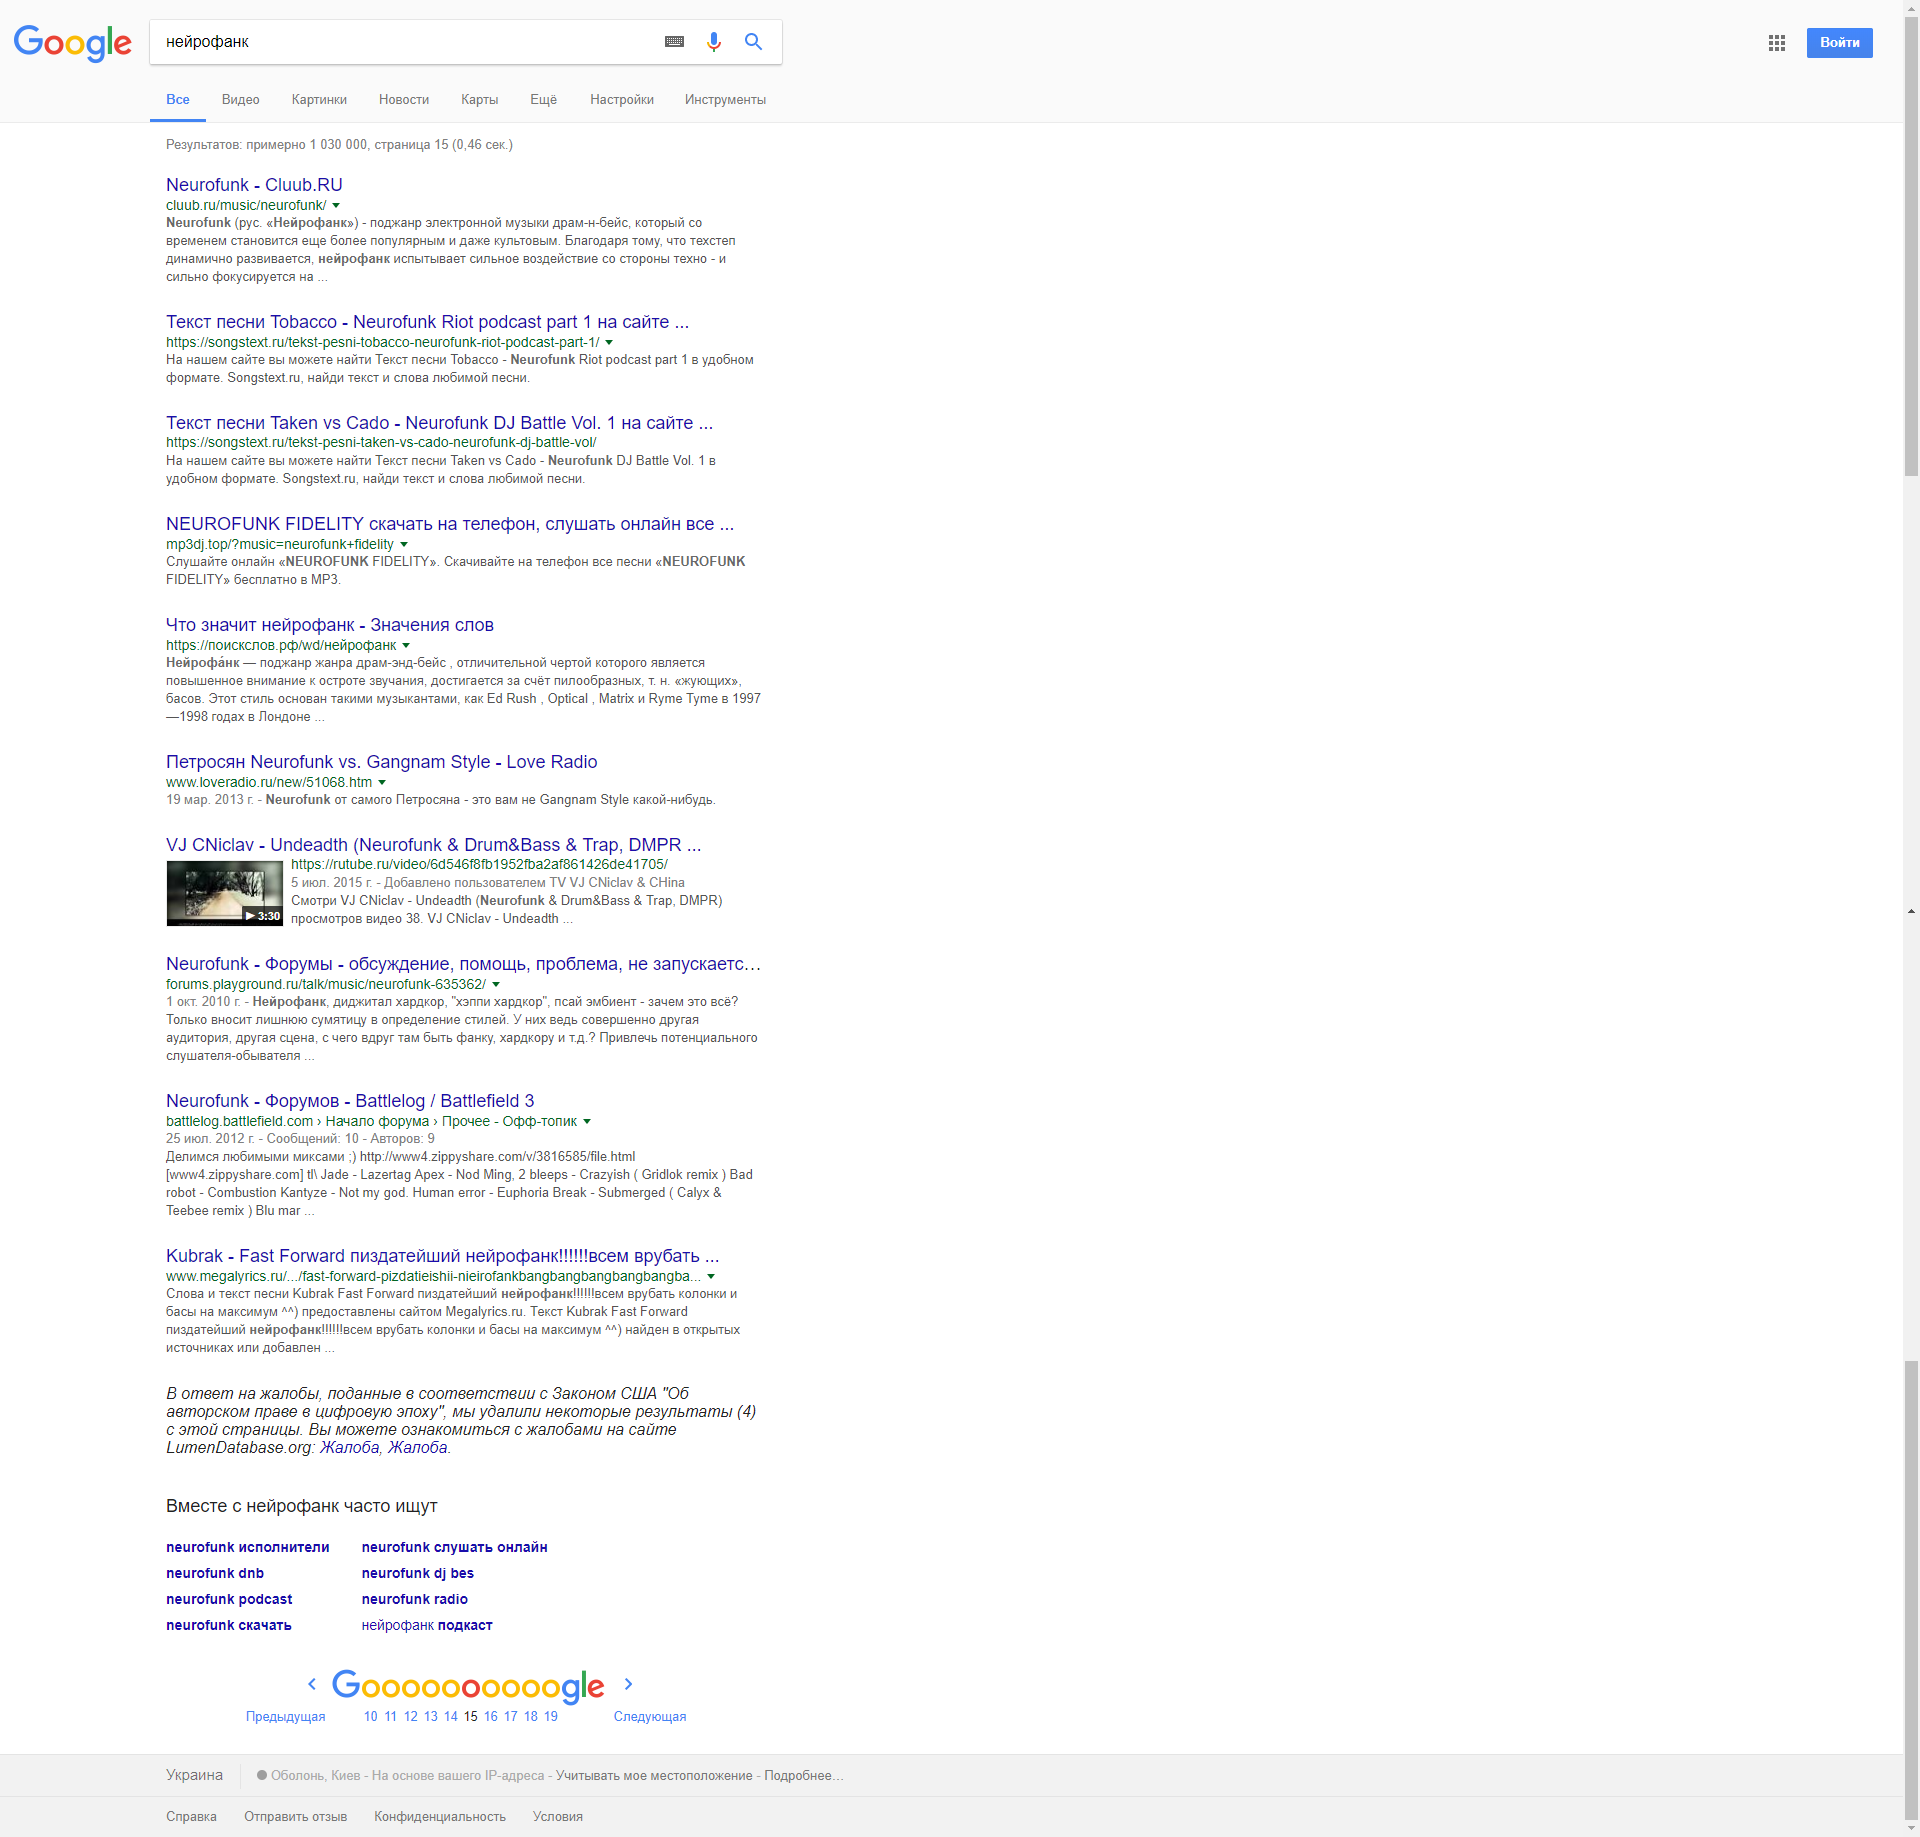 Google
нейрофанк
Войти
Все Видео Картинки Новости Карты Ещё Настройки Инструменты
Результатов: примерно 1 030 000, страница 15 (0,46 сек.)
Neurofunk - Cluub.RU
cluub.ru/music/neurofunk/
Neurofunk (рус. «Нейрофанк») - поджанр электронной музыки драм-н-бейс, который со
временем становится еще более популярным и даже культовым. Благодаря тому, что техстеп
динамично развивается, нейрофанк испытывает сильное воздействие со стороны техно - и
сильно фокусируется на ...
Текст песни Tobacco - Neurofunk Riot podcast part 1 на сайте ...
https://songstext.ru/tekst-pesni-tobacco-neurofunk-riot-podcast-part-1/
На нашем сайте вы можете найти Текст песни Tobacco - Neurofunk Riot podcast part 1 в удобном
формате. Songstext.ru, найди текст и слова любимой песни.
Текст песни Taken vs Cado - Neurofunk DJ Battle Vol. 1 на сайте ...
https://songstext.ru/tekst-pesni-taken-vs-cado-neurofunk-dj-battle-vol/
На нашем сайте вы можете найти Текст песни Taken vs Cado - Neurofunk DJ Battle Vol. 1 в
удобном формате. Songstext.ru, найди текст и слова любимой песни.
NEUROFUNK FIDELITY скачать на телефон, слушать онлайн все ...
mp3dj.top/?music=neurofunk+fidelity
Слушайте онлайн «NEUROFUNK FIDELITY». Скачивайте на телефон все песни «NEUROFUNK
FIDELITY» бесплатно в MP3.
Что значит нейрофанк - Значения слов
https://поискслов.рф/wd/нейрофанк
Нейрофа́нк — поджанр жанра драм-энд-бейс , отличительной чертой которого является
повышенное внимание к остроте звучания, достигается за счёт пилообразных, т. н. «жующих»,
басов. Этот стиль основан такими музыкантами, как Ed Rush , Optical , Matrix и Ryme Tyme в 1997
—1998 годах в Лондоне ...
Петросян Neurofunk vs. Gangnam Style - Love Radio
www.loveradio.ru/new/51068.htm
19 мар. 2013 г. - Neurofunk от самого Петросяна - это вам не Gangnam Style какой-нибудь.
VJ CNiclav - Undeadth (Neurofunk & Drum&Bass & Trap, DMPR ...
https://rutube.ru/video/6d546f8fb1952fba2af861426de41705/
5 июл. 2015 г. - Добавлено пользователем TV VJ CNiclav & CHina
Смотри VJ CNiclav - Undeadth (Neurofunk & Drum&Bass & Trap, DMPR)
просмотров видео 38. VJ CNiclav - Undeadth ...
3:30
Neurofunk - Форумы - обсуждение, помощь, проблема, не запускаетс…
forums.playground.ru/talk/music/neurofunk-635362/
1 окт. 2010 г. - Нейрофанк, диджитал хардкор, "хэппи хардкор", псай эмбиент - зачем это всё?
Только вносит лишнюю сумятицу в определение стилей. У них ведь совершенно другая
аудитория, другая сцена, с чего вдруг там быть фанку, хардкору и т.д.? Привлечь потенциального
слушателя-обывателя ...
Neurofunk - Форумов - Battlelog / Battlefield 3
battlelog.battlefield.com › Начало форума › Прочее - Офф-топик
25 июл. 2012 г. - Сообщений: 10 - Авторов: 9
Делимся любимыми миксами ;) http://www4.zippyshare.com/v/3816585/file.html
[www4.zippyshare.com] tl\ Jade - Lazertag Apex - Nod Ming, 2 bleeps - Crazyish ( Gridlok remix ) Bad
robot - Combustion Kantyze - Not my god. Human error - Euphoria Break - Submerged ( Calyx &
Teebee remix ) Blu mar ...
Kubrak - Fast Forward пиздатейший нейрофанк!!!!!!всем врубать ...
www.megalyrics.ru/.../fast-forward-pizdatieishii-nieirofankbangbangbangbangbangba...
Слова и текст песни Kubrak Fast Forward пиздатейший нейрофанк!!!!!!всем врубать колонки и
басы на максимум ^^) предоставлены сайтом Megalyrics.ru. Текст Kubrak Fast Forward
пиздатейший нейрофанк!!!!!!всем врубать колонки и басы на максимум ^^) найден в открытых
источниках или добавлен ...
В ответ на жалобы, поданные в соответствии с Законом США "Об
авторском праве в цифровую эпоху", мы удалили некоторые результаты (4)
с этой страницы. Вы можете ознакомиться с жалобами на сайте
LumenDatabase.org: Жалоба, Жалоба.
Вместе с нейрофанк часто ищут
neurofunk исполнители neurofunk слушать онлайн
neurofunk dnb neurofunk dj bes
neurofunk podcast neurofunk radio
neurofunk скачать нейрофанк подкаст
Goooooooooogle
Предыдущая 10 11 12 13 14 15 16 17 18 19 Следующая
Украина Оболонь, Киев - На основе вашего IP-адреса - Учитывать мое местоположение - Подробнее…
Справка Отправить отзыв Конфиденциальность Условия